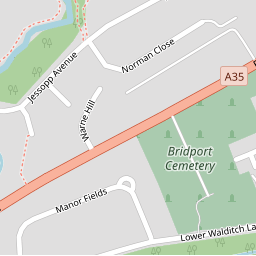 Norman Close
Jessopp Avenue
A35
Warne Hill
Bridport
Cemetery
Manor Fields
Lower Walditch La